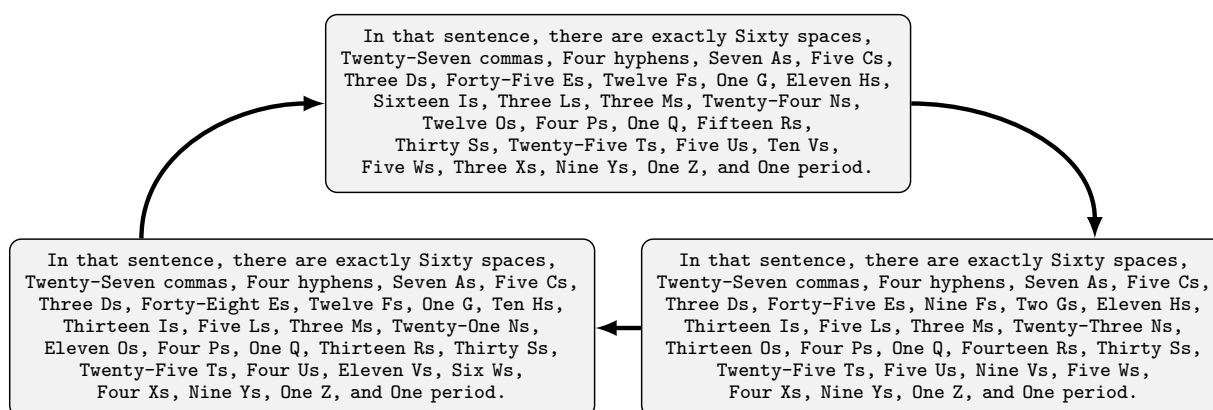 In that sentence, there are exactly Sixty spaces,
Twenty-Seven commas, Four hyphens, Seven As, Five Cs,
Three Ds, Forty-Five Es, Twelve Fs, One G, Eleven Hs,
Sixteen Is, Three Ls, Three Ms, Twenty-Four Ns,
Twelve Os, Four Ps, One Q, Fifteen Rs,
Thirty Ss, Twenty-Five Ts, Five Us, Ten Vs,
Five Ws, Three Xs, Nine Ys, One Z, and One period.
In that sentence, there are exactly Sixty spaces,
Twenty-Seven commas, Four hyphens, Seven As, Five Cs,
Three Ds, Forty-Eight Es, Twelve Fs, One G, Ten Hs,
Thirteen Is, Five Ls, Three Ms, Twenty-One Ns,
Eleven Os, Four Ps, One Q, Thirteen Rs, Thirty Ss,
Twenty-Five Ts, Four Us, Eleven Vs, Six Ws,
Four Xs, Nine Ys, One Z, and One period.
In that sentence, there are exactly Sixty spaces,
Twenty-Seven commas, Four hyphens, Seven As, Five Cs,
Three Ds, Forty-Five Es, Nine Fs, Two Gs, Eleven Hs,
Thirteen Is, Five Ls, Three Ms, Twenty-Three Ns,
Thirteen Os, Four Ps, One Q, Fourteen Rs, Thirty Ss,
Twenty-Five Ts, Five Us, Nine Vs, Five Ws,
Four Xs, Nine Ys, One Z, and One period.